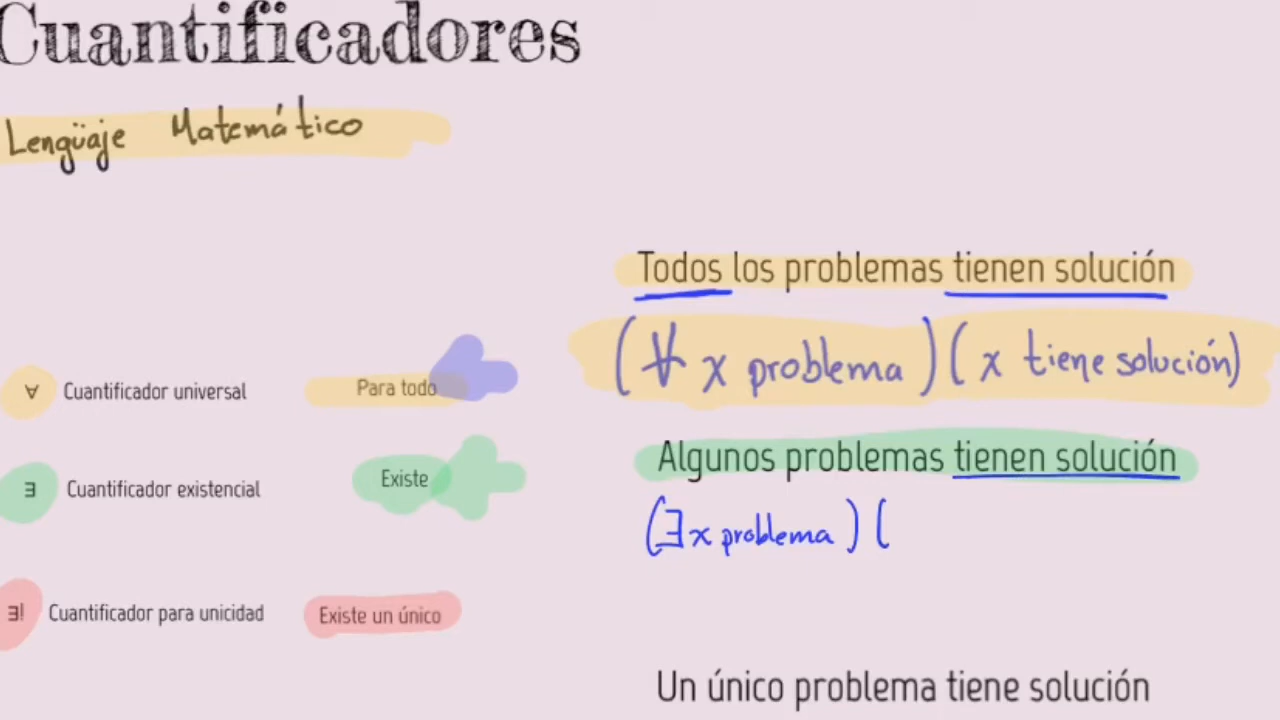 Cuantificadores
Lengüaje Matemático
Todos los problemas tienen solución
(∀ x problema) (x tiene solución)
∀ Cuantificador universal Para todo
Algunos problemas tienen solución
∃ Cuantificador existencial Existe
(∃ x problema) (
∃! Cuantificador para unicidad Existe un único
Un único problema tiene solución